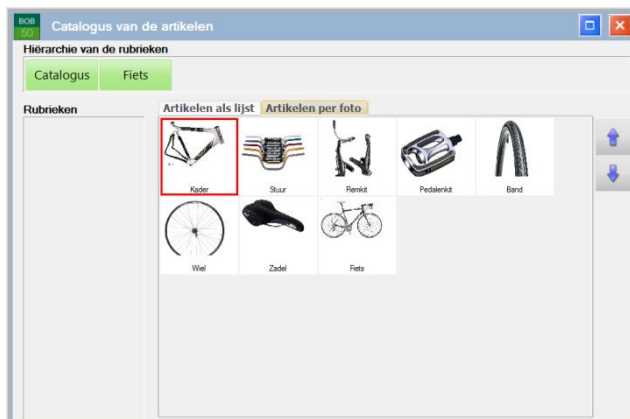 BOB
50
Catalogus van de artikelen
Hiërarchie van de rubrieken
Catalogus
Fiets
Rubrieken
Artikelen als lijst
Artikelen per foto
Kader
Stuur
Remkit
Pedalenkit
Band
Wiel
Zadel
Fiets